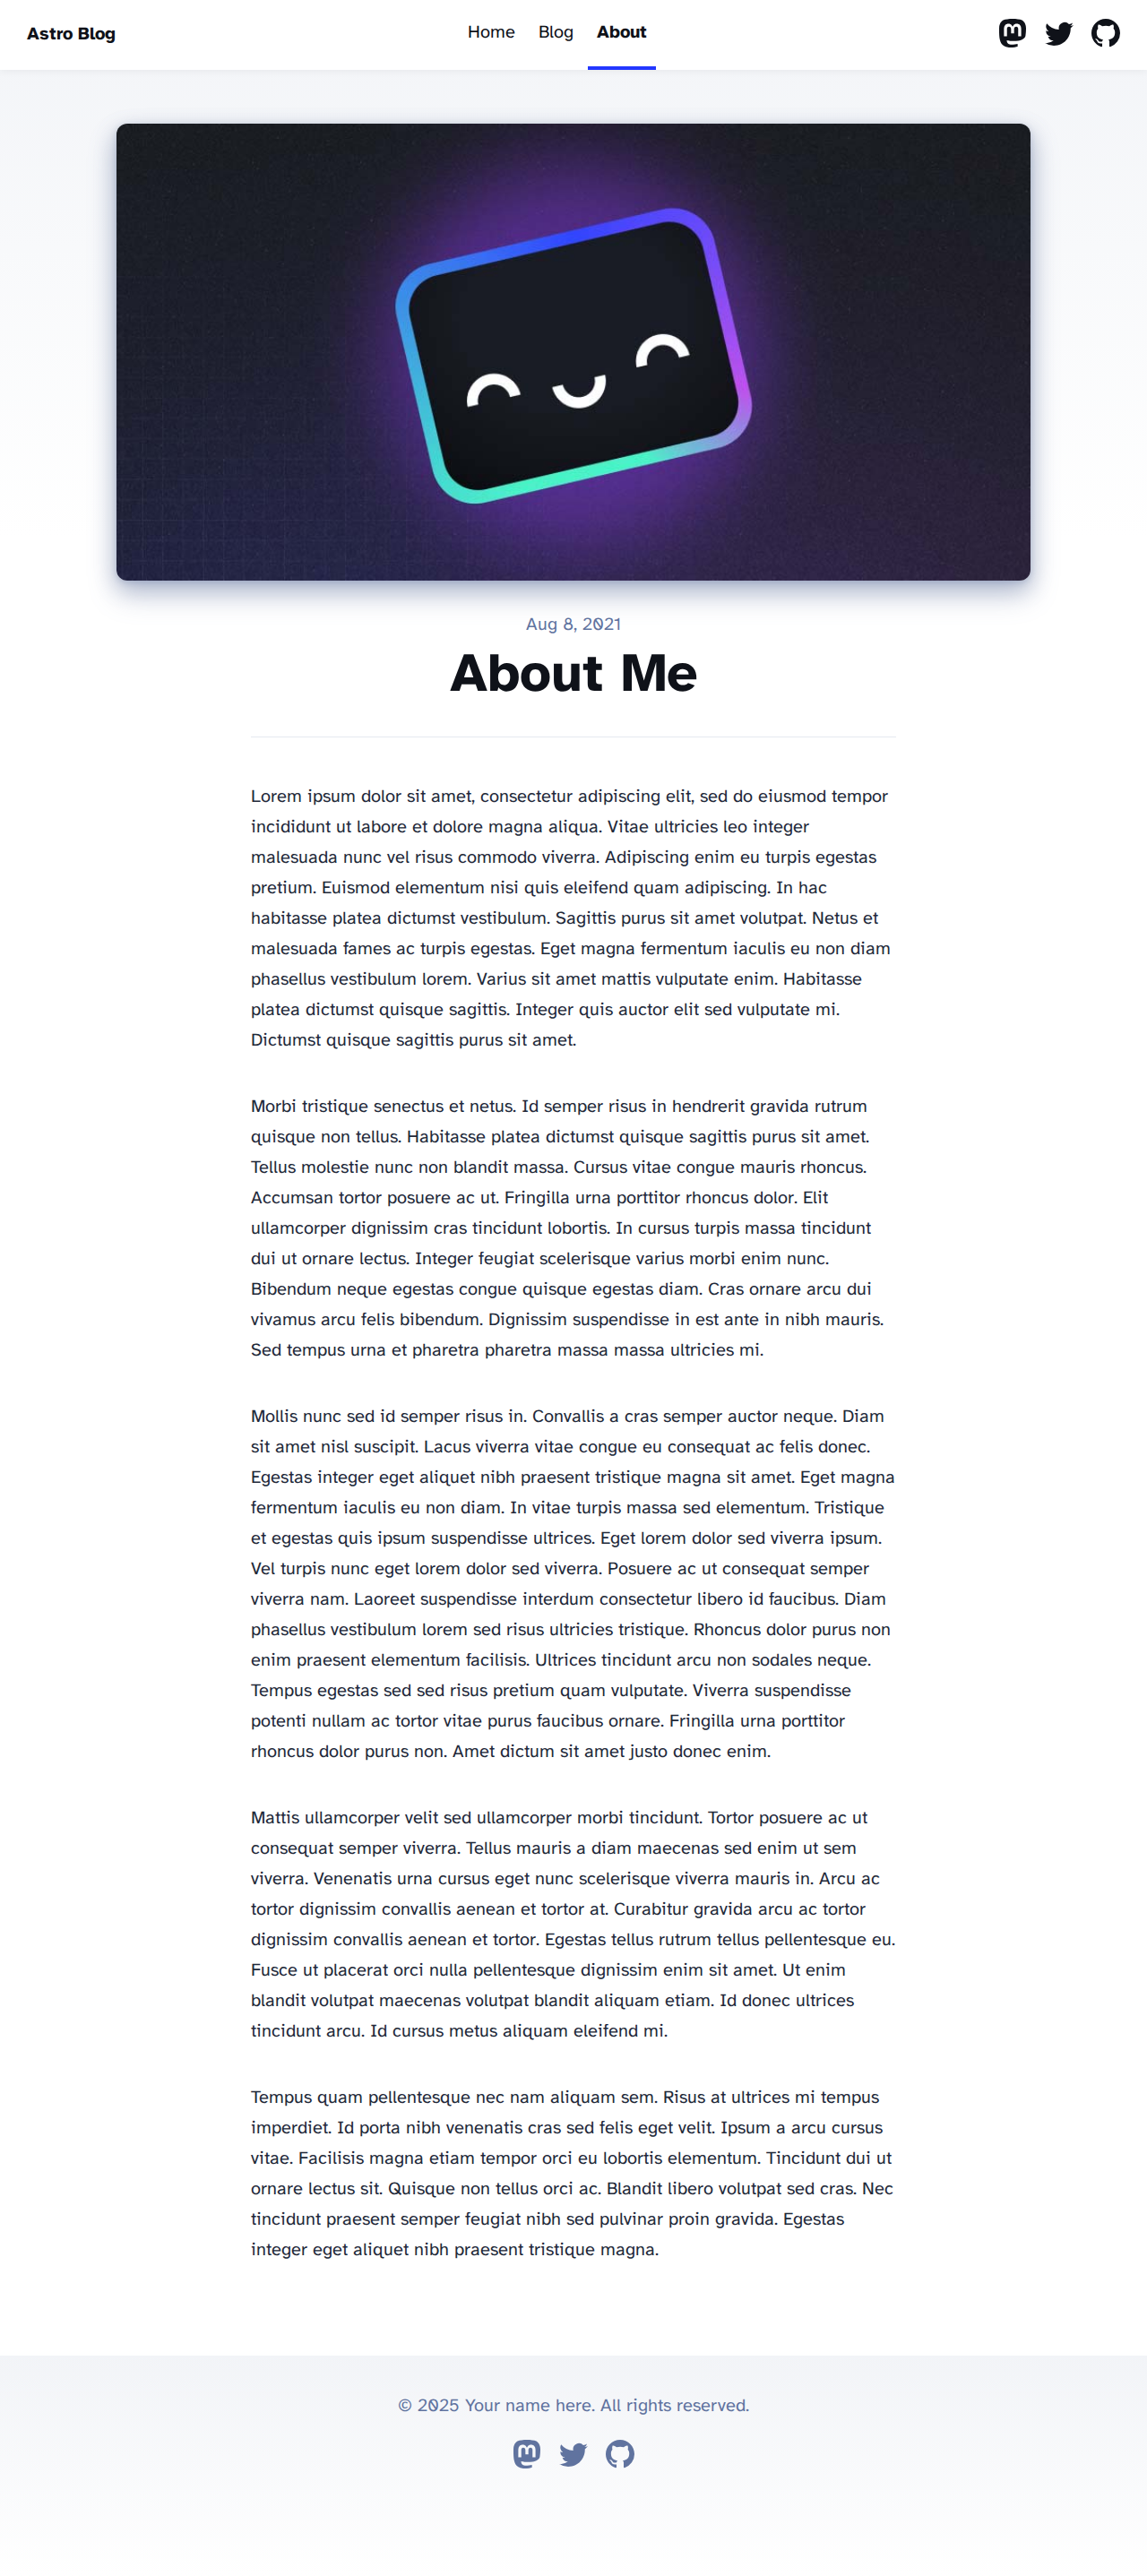 Astro Blog
Home Blog About
Aug 8, 2021
About Me
Lorem ipsum dolor sit amet, consectetur adipiscing elit, sed do eiusmod tempor
incididunt ut labore et dolore magna aliqua. Vitae ultricies leo integer
malesuada nunc vel risus commodo viverra. Adipiscing enim eu turpis egestas
pretium. Euismod elementum nisi quis eleifend quam adipiscing. In hac
habitasse platea dictumst vestibulum. Sagittis purus sit amet volutpat. Netus et
malesuada fames ac turpis egestas. Eget magna fermentum iaculis eu non diam
phasellus vestibulum lorem. Varius sit amet mattis vulputate enim. Habitasse
platea dictumst quisque sagittis. Integer quis auctor elit sed vulputate mi.
Dictumst quisque sagittis purus sit amet.
Morbi tristique senectus et netus. Id semper risus in hendrerit gravida rutrum
quisque non tellus. Habitasse platea dictumst quisque sagittis purus sit amet.
Tellus molestie nunc non blandit massa. Cursus vitae congue mauris rhoncus.
Accumsan tortor posuere ac ut. Fringilla urna porttitor rhoncus dolor. Elit
ullamcorper dignissim cras tincidunt lobortis. In cursus turpis massa tincidunt
dui ut ornare lectus. Integer feugiat scelerisque varius morbi enim nunc.
Bibendum neque egestas congue quisque egestas diam. Cras ornare arcu dui
vivamus arcu felis bibendum. Dignissim suspendisse in est ante in nibh mauris.
Sed tempus urna et pharetra pharetra massa massa ultricies mi.
Mollis nunc sed id semper risus in. Convallis a cras semper auctor neque. Diam
sit amet nisl suscipit. Lacus viverra vitae congue eu consequat ac felis donec.
Egestas integer eget aliquet nibh praesent tristique magna sit amet. Eget magna
fermentum iaculis eu non diam. In vitae turpis massa sed elementum. Tristique
et egestas quis ipsum suspendisse ultrices. Eget lorem dolor sed viverra ipsum.
Vel turpis nunc eget lorem dolor sed viverra. Posuere ac ut consequat semper
viverra nam. Laoreet suspendisse interdum consectetur libero id faucibus. Diam
phasellus vestibulum lorem sed risus ultricies tristique. Rhoncus dolor purus non
enim praesent elementum facilisis. Ultrices tincidunt arcu non sodales neque.
Tempus egestas sed sed risus pretium quam vulputate. Viverra suspendisse
potenti nullam ac tortor vitae purus faucibus ornare. Fringilla urna porttitor
rhoncus dolor purus non. Amet dictum sit amet justo donec enim.
Mattis ullamcorper velit sed ullamcorper morbi tincidunt. Tortor posuere ac ut
consequat semper viverra. Tellus mauris a diam maecenas sed enim ut sem
viverra. Venenatis urna cursus eget nunc scelerisque viverra mauris in. Arcu ac
tortor dignissim convallis aenean et tortor at. Curabitur gravida arcu ac tortor
dignissim convallis aenean et tortor. Egestas tellus rutrum tellus pellentesque eu.
Fusce ut placerat orci nulla pellentesque dignissim enim sit amet. Ut enim
blandit volutpat maecenas volutpat blandit aliquam etiam. Id donec ultrices
tincidunt arcu. Id cursus metus aliquam eleifend mi.
Tempus quam pellentesque nec nam aliquam sem. Risus at ultrices mi tempus
imperdiet. Id porta nibh venenatis cras sed felis eget velit. Ipsum a arcu cursus
vitae. Facilisis magna etiam tempor orci eu lobortis elementum. Tincidunt dui ut
ornare lectus sit. Quisque non tellus orci ac. Blandit libero volutpat sed cras. Nec
tincidunt praesent semper feugiat nibh sed pulvinar proin gravida. Egestas
integer eget aliquet nibh praesent tristique magna.
© 2025 Your name here. All rights reserved.